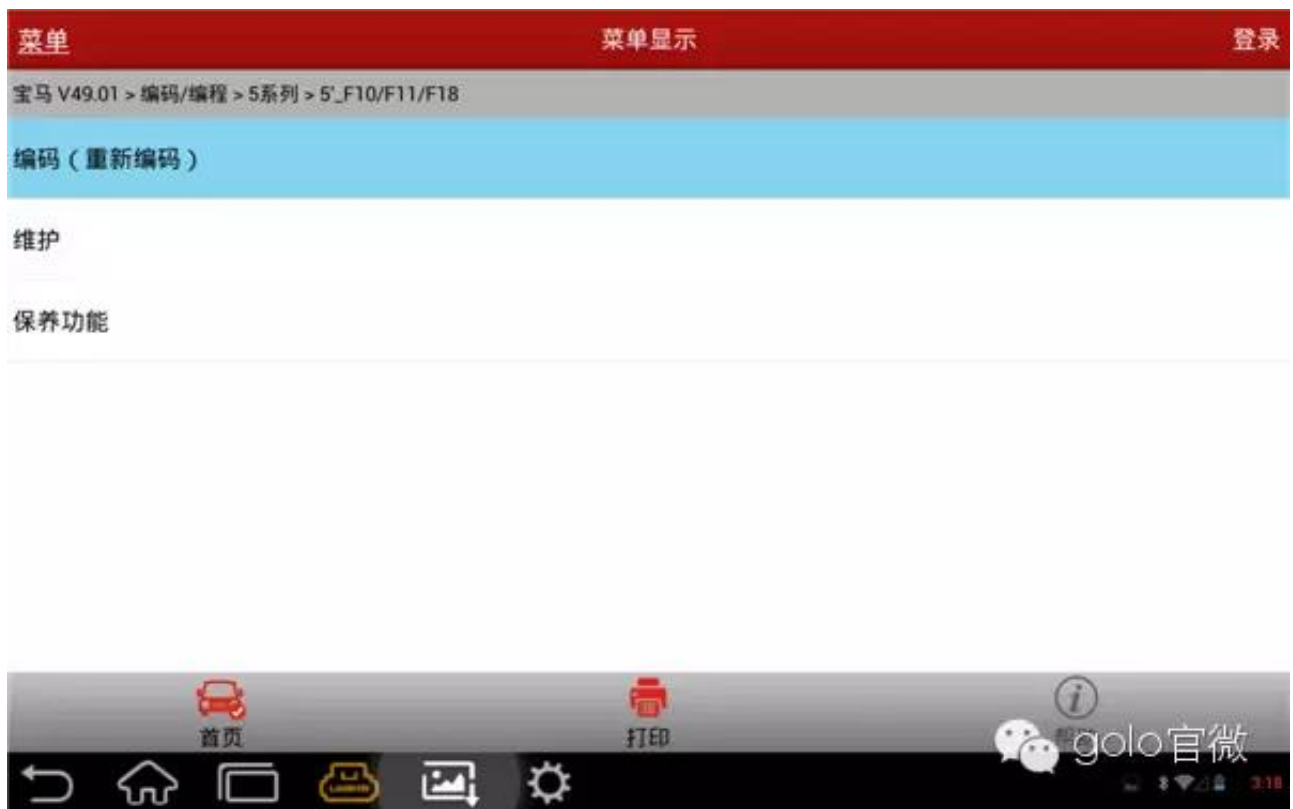 菜单 菜单显示 登录
宝马 V49.01 > 编码/编程 > 5系列 > 5'_F10/F11/F18
编码（重新编码）
维护
保养功能
首页 打印
golo官微
3:18